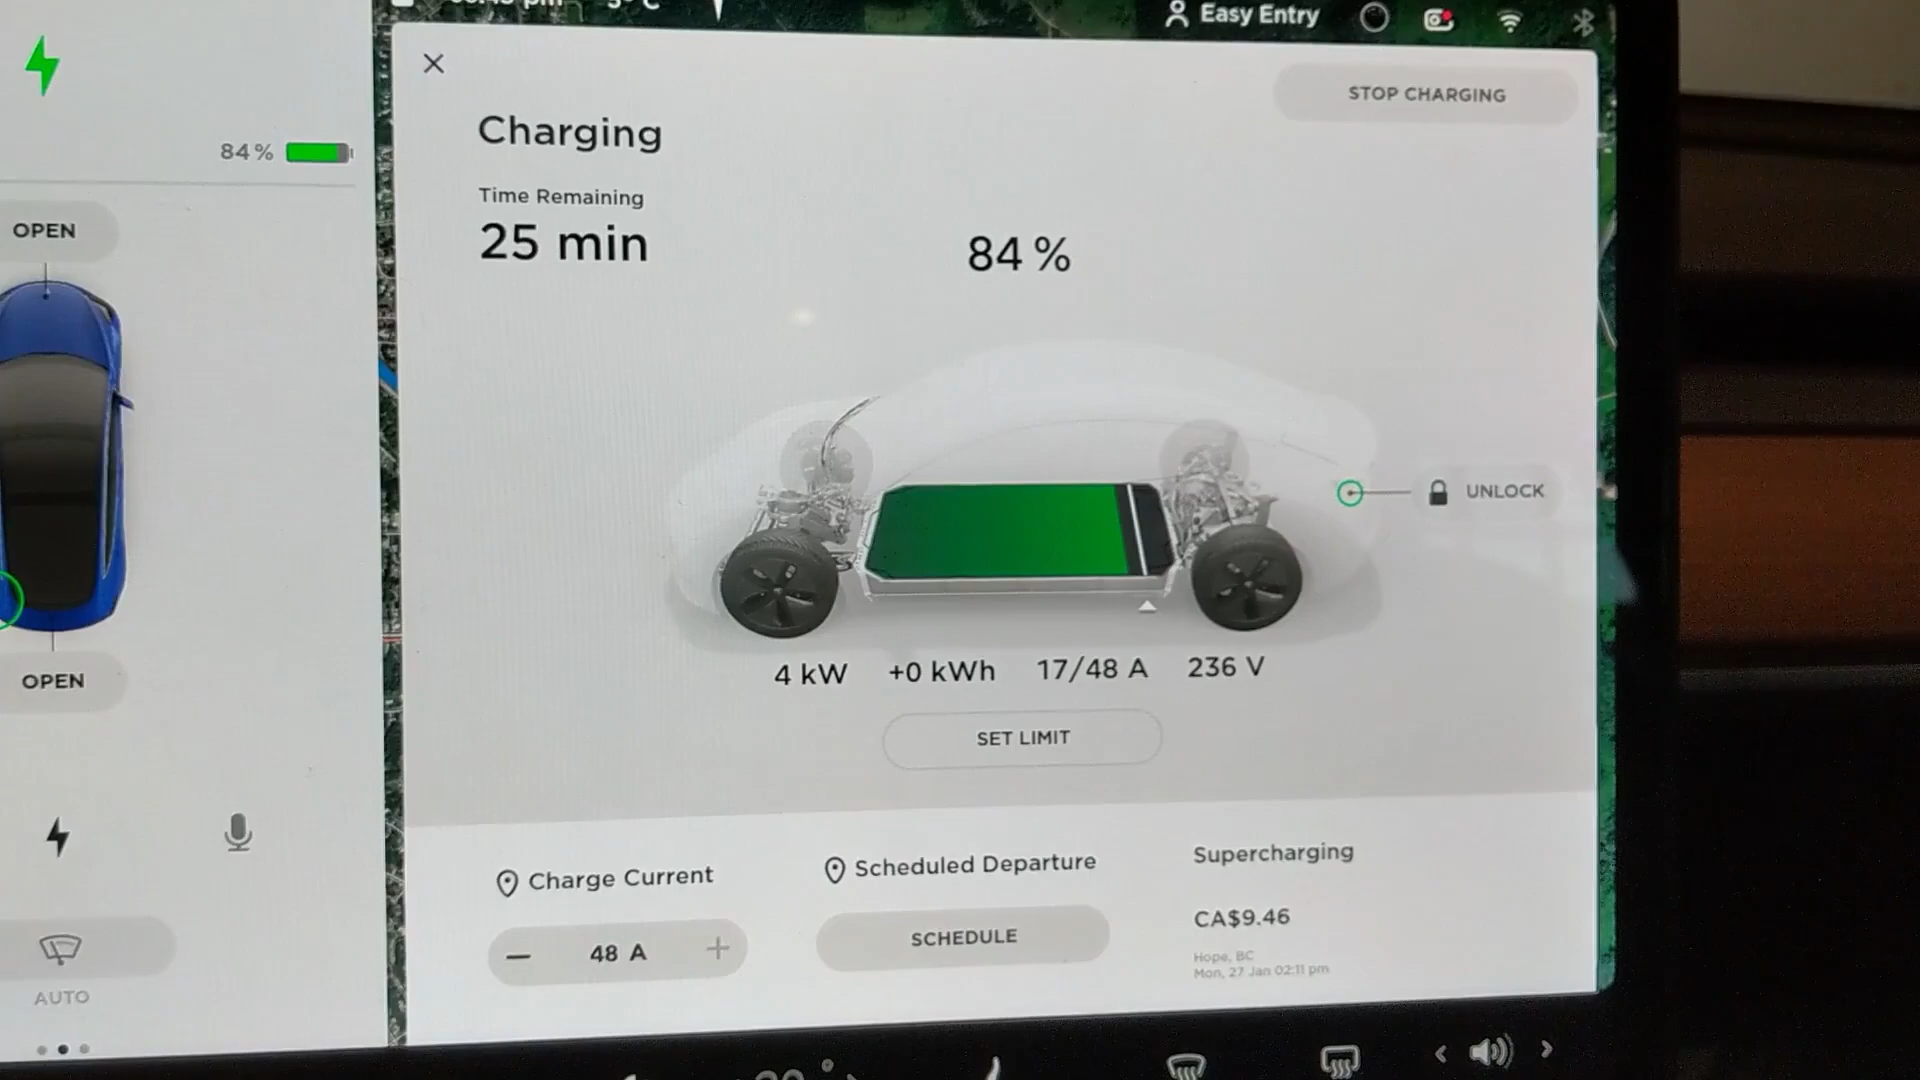 Easy Entry
STOP CHARGING
Charging
84%
Time Remaining
25 min
84 %
OPEN
UNLOCK
OPEN
4 kW +0 kWh 17/48 A 236 V
SET LIMIT
Charge Current
Scheduled Departure
Supercharging
48 A
SCHEDULE
CA$9.46
Hope, BC
Mon, 27 Jan 02:11 pm
AUTO